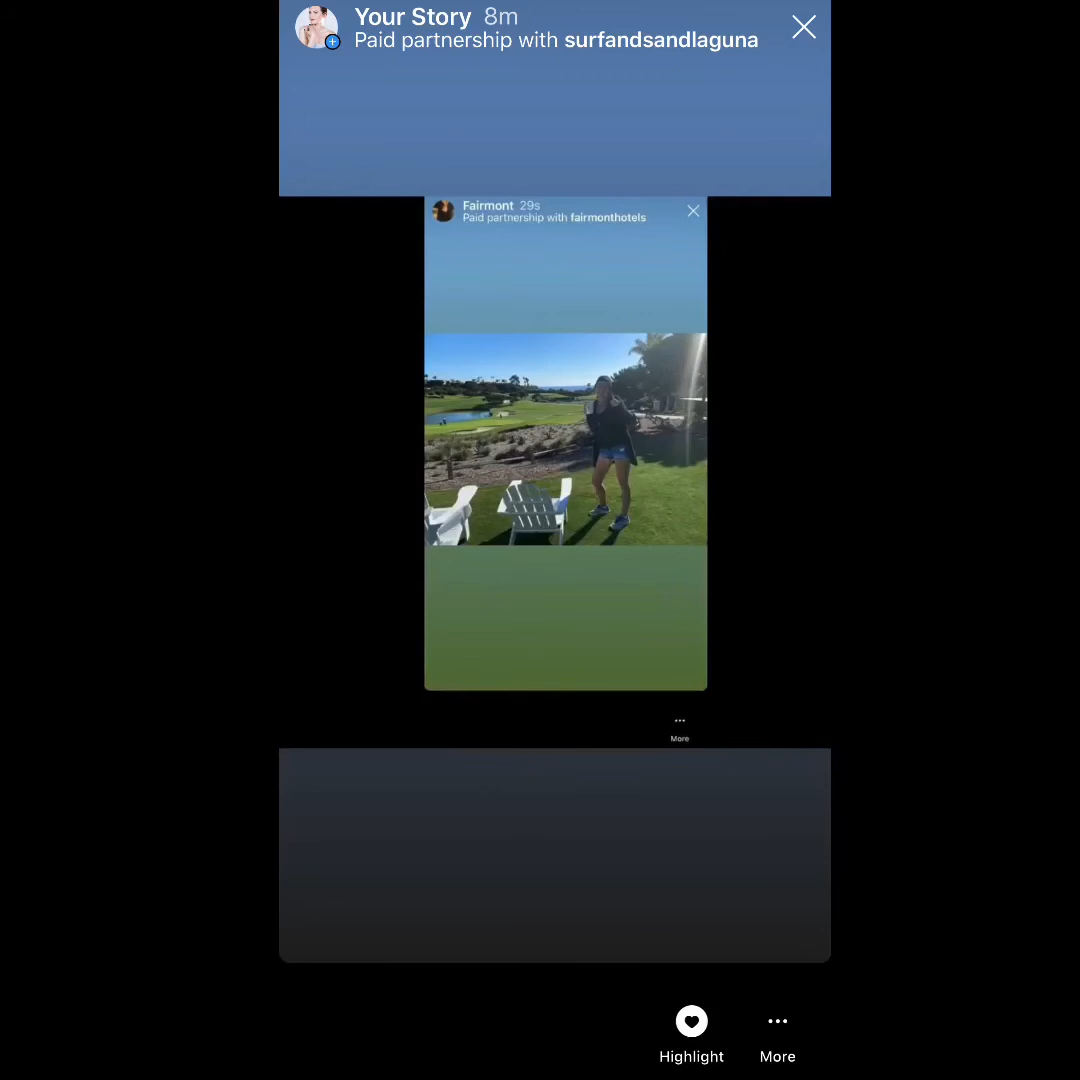 Your Story 8m
Paid partnership with surfandsandlaguna
Fairmont 29s
Paid partnership with fairmonthotels
More
Highlight
More